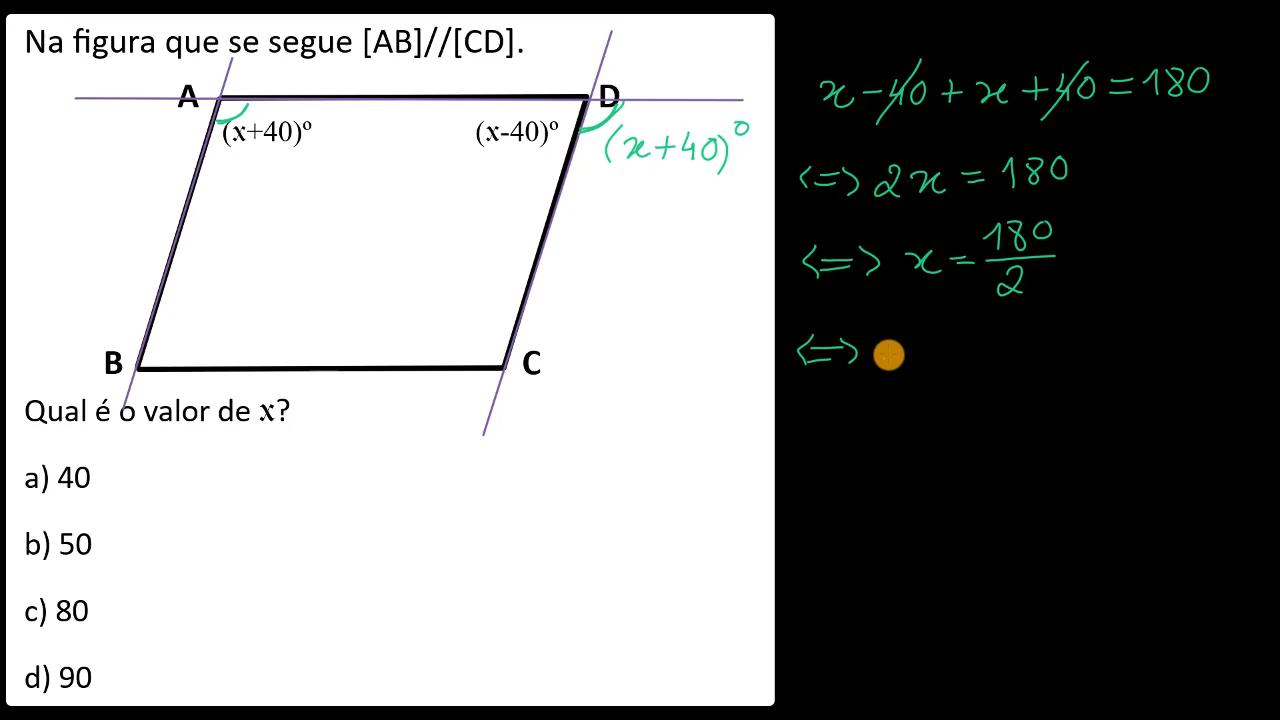 Na figura que se segue [AB]//[CD].
A
D
(x+40)º
(x-40)º
(x+40)º
B
C
Qual é o valor de x?
a) 40
b) 50
c) 80
d) 90
x - 40 + x + 40 = 180
<=> 2x = 180
<=> x = 180/2
<=>